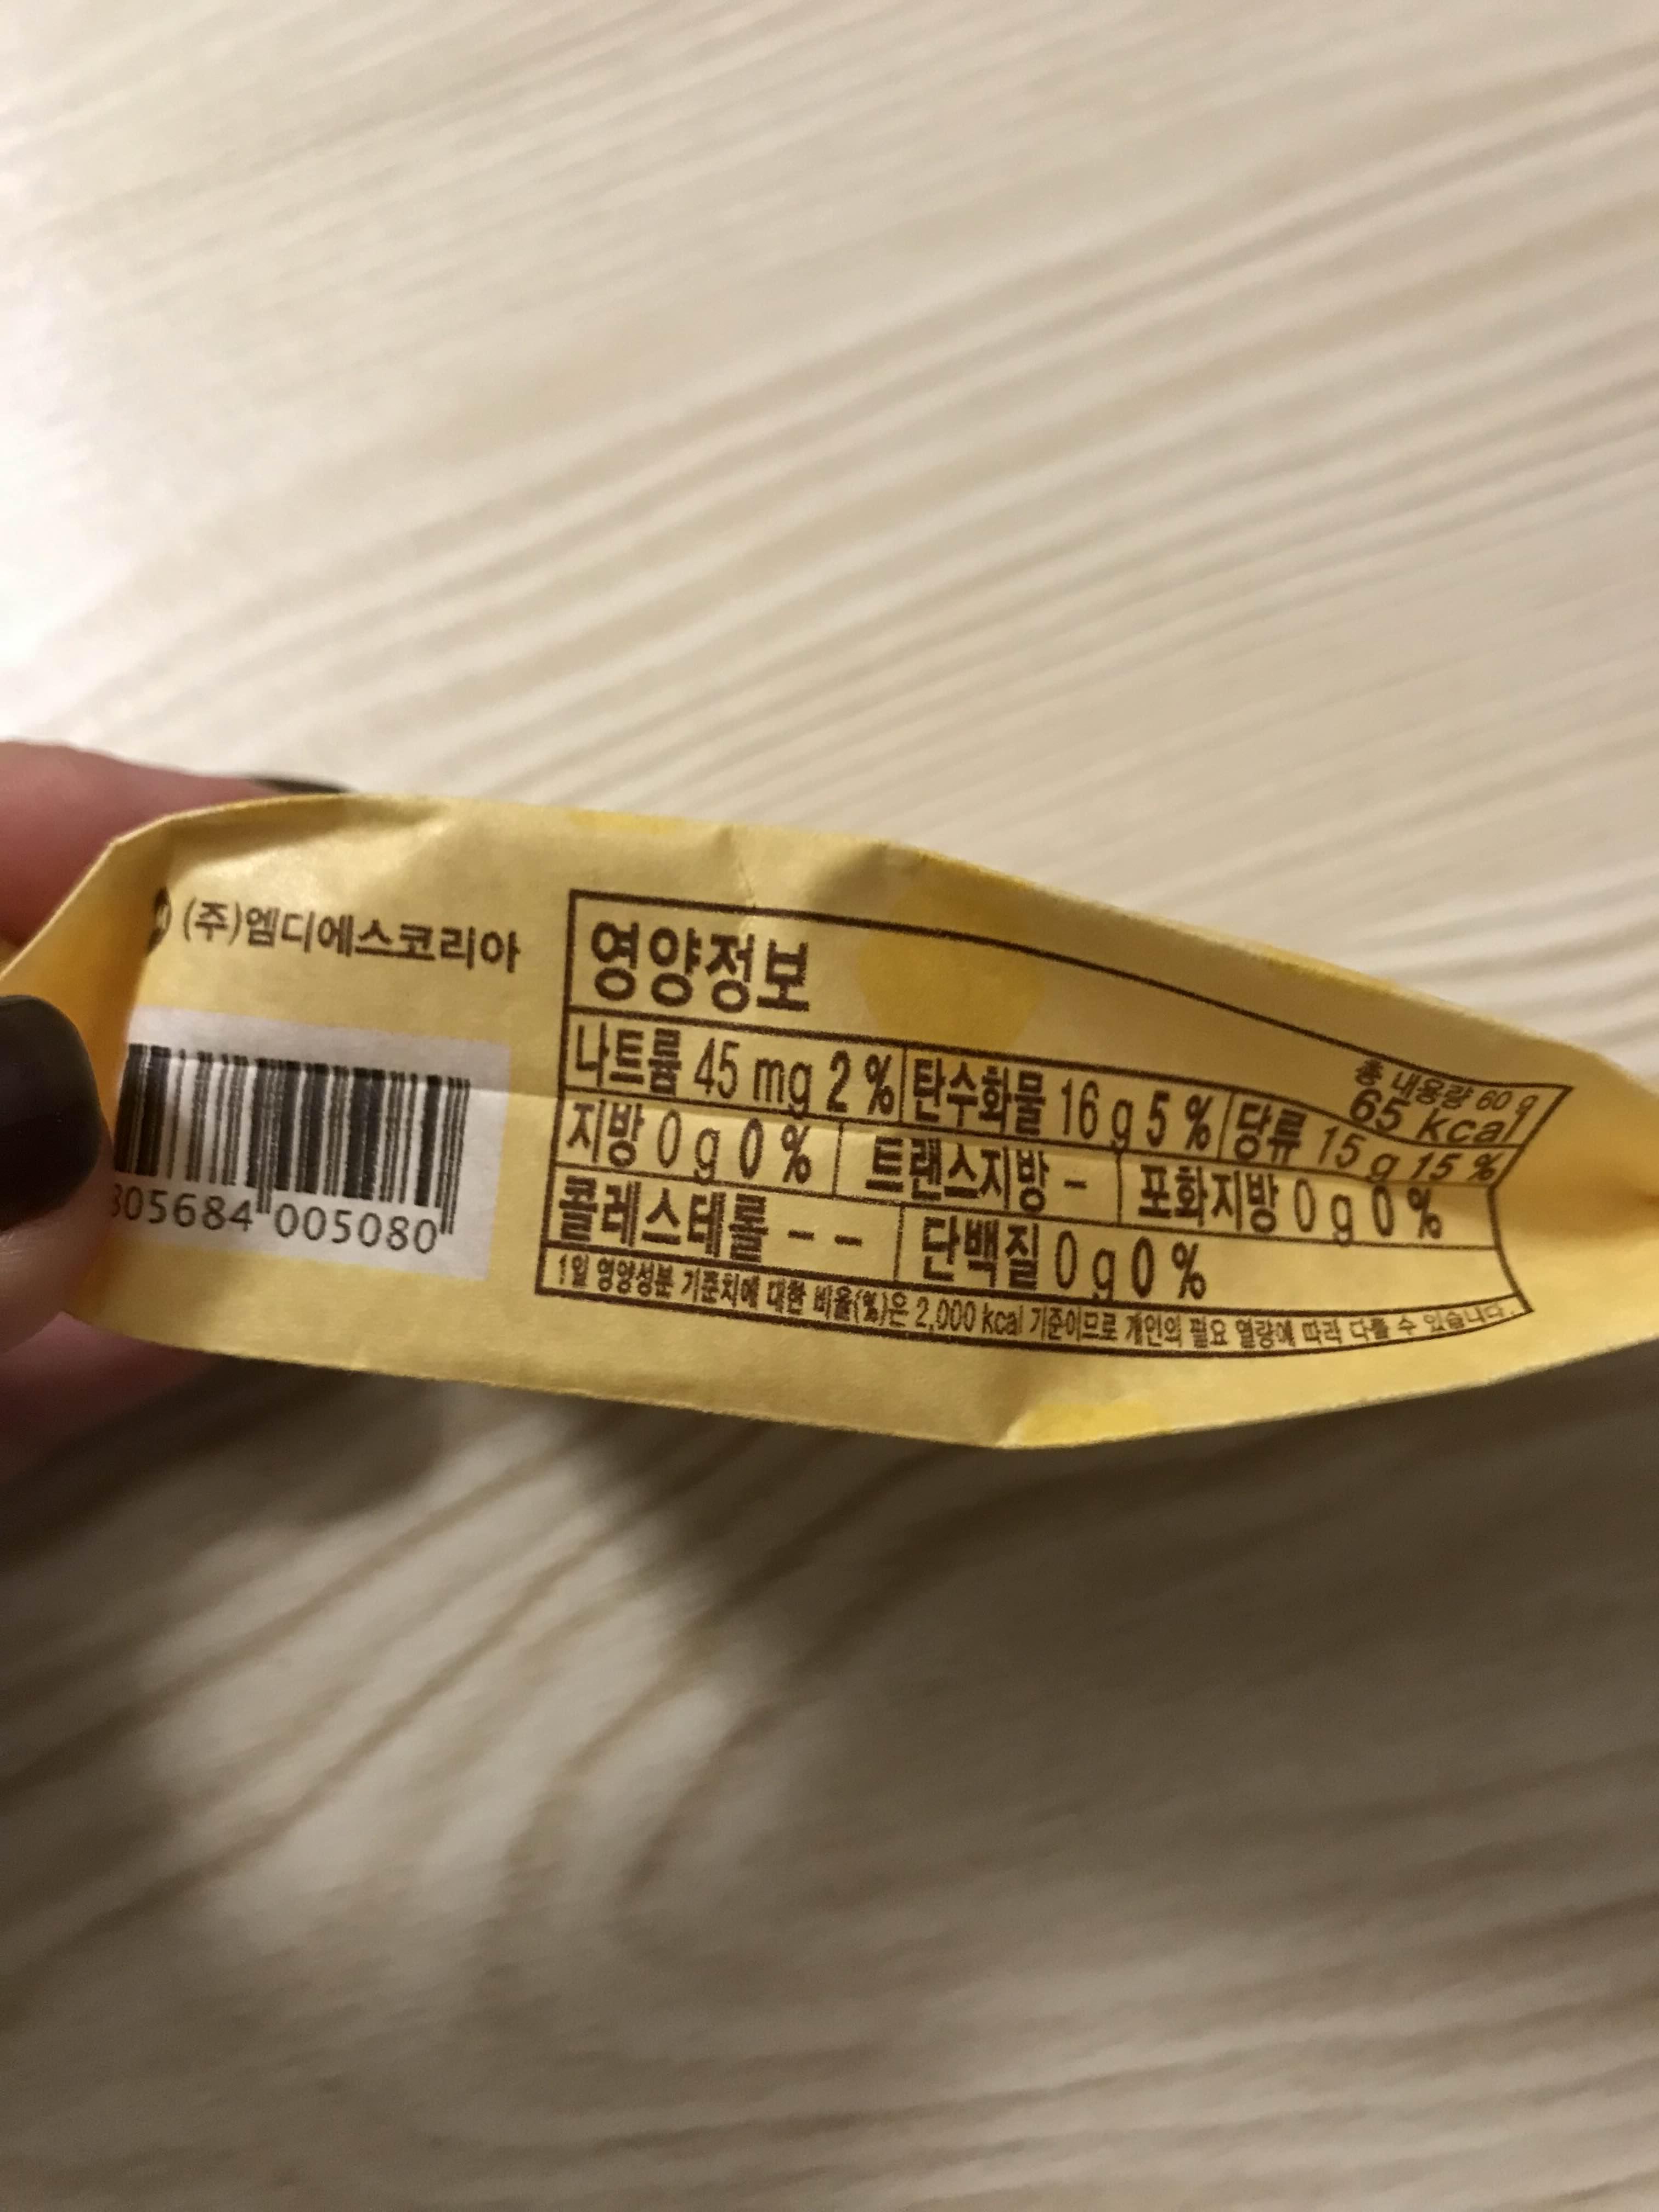 (주)엠디에스코리아
805684 005080
영양정보
총 내용량 60 g
65 kcal
나트륨 45 mg 2 % 탄수화물 16 g 5 % 당류 15 g 15 %
지방 0 g 0 % 트랜스지방 - 포화지방 0 g 0 %
콜레스테롤 - - 단백질 0 g 0 %
1일 영양성분 기준치에 대한 비율(%)은 2,000 kcal 기준이므로 개인의 필요 열량에 따라 다를 수 있습니다.